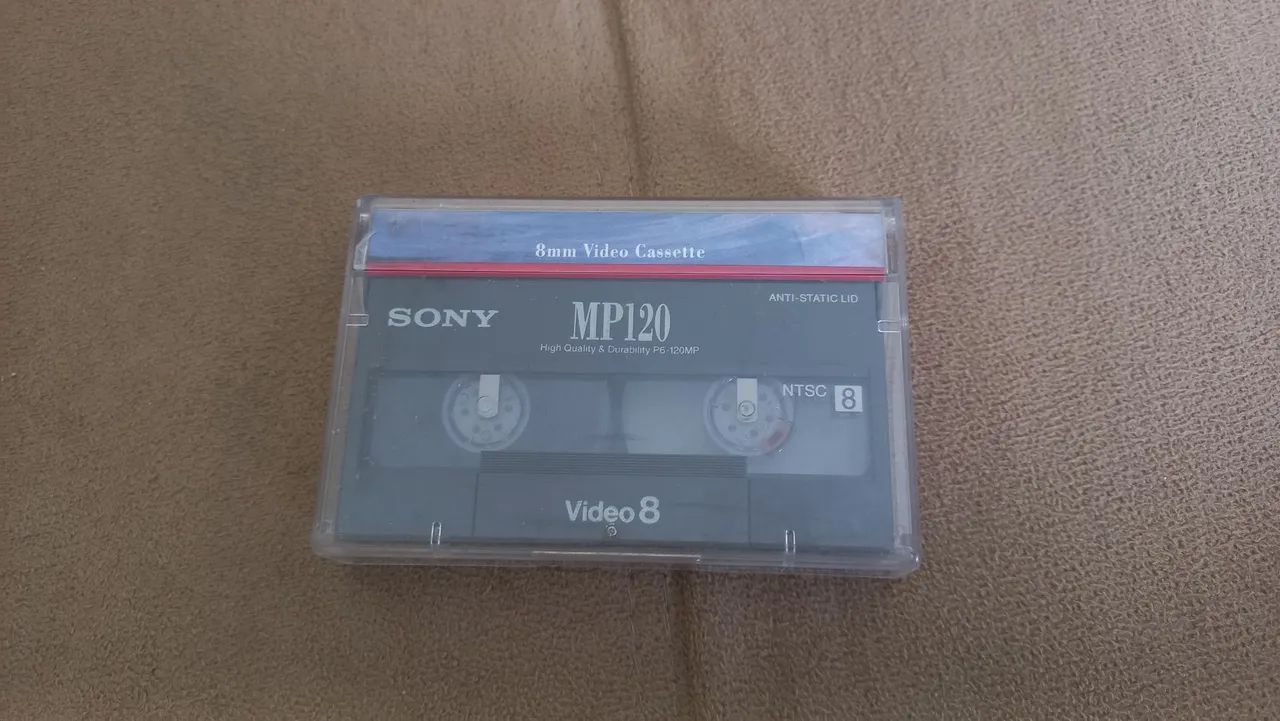 8mm Video Cassette
ANTI-STATIC LID
SONY MP120
High Quality & Durability P6-120MP
NTSC 8
Video 8